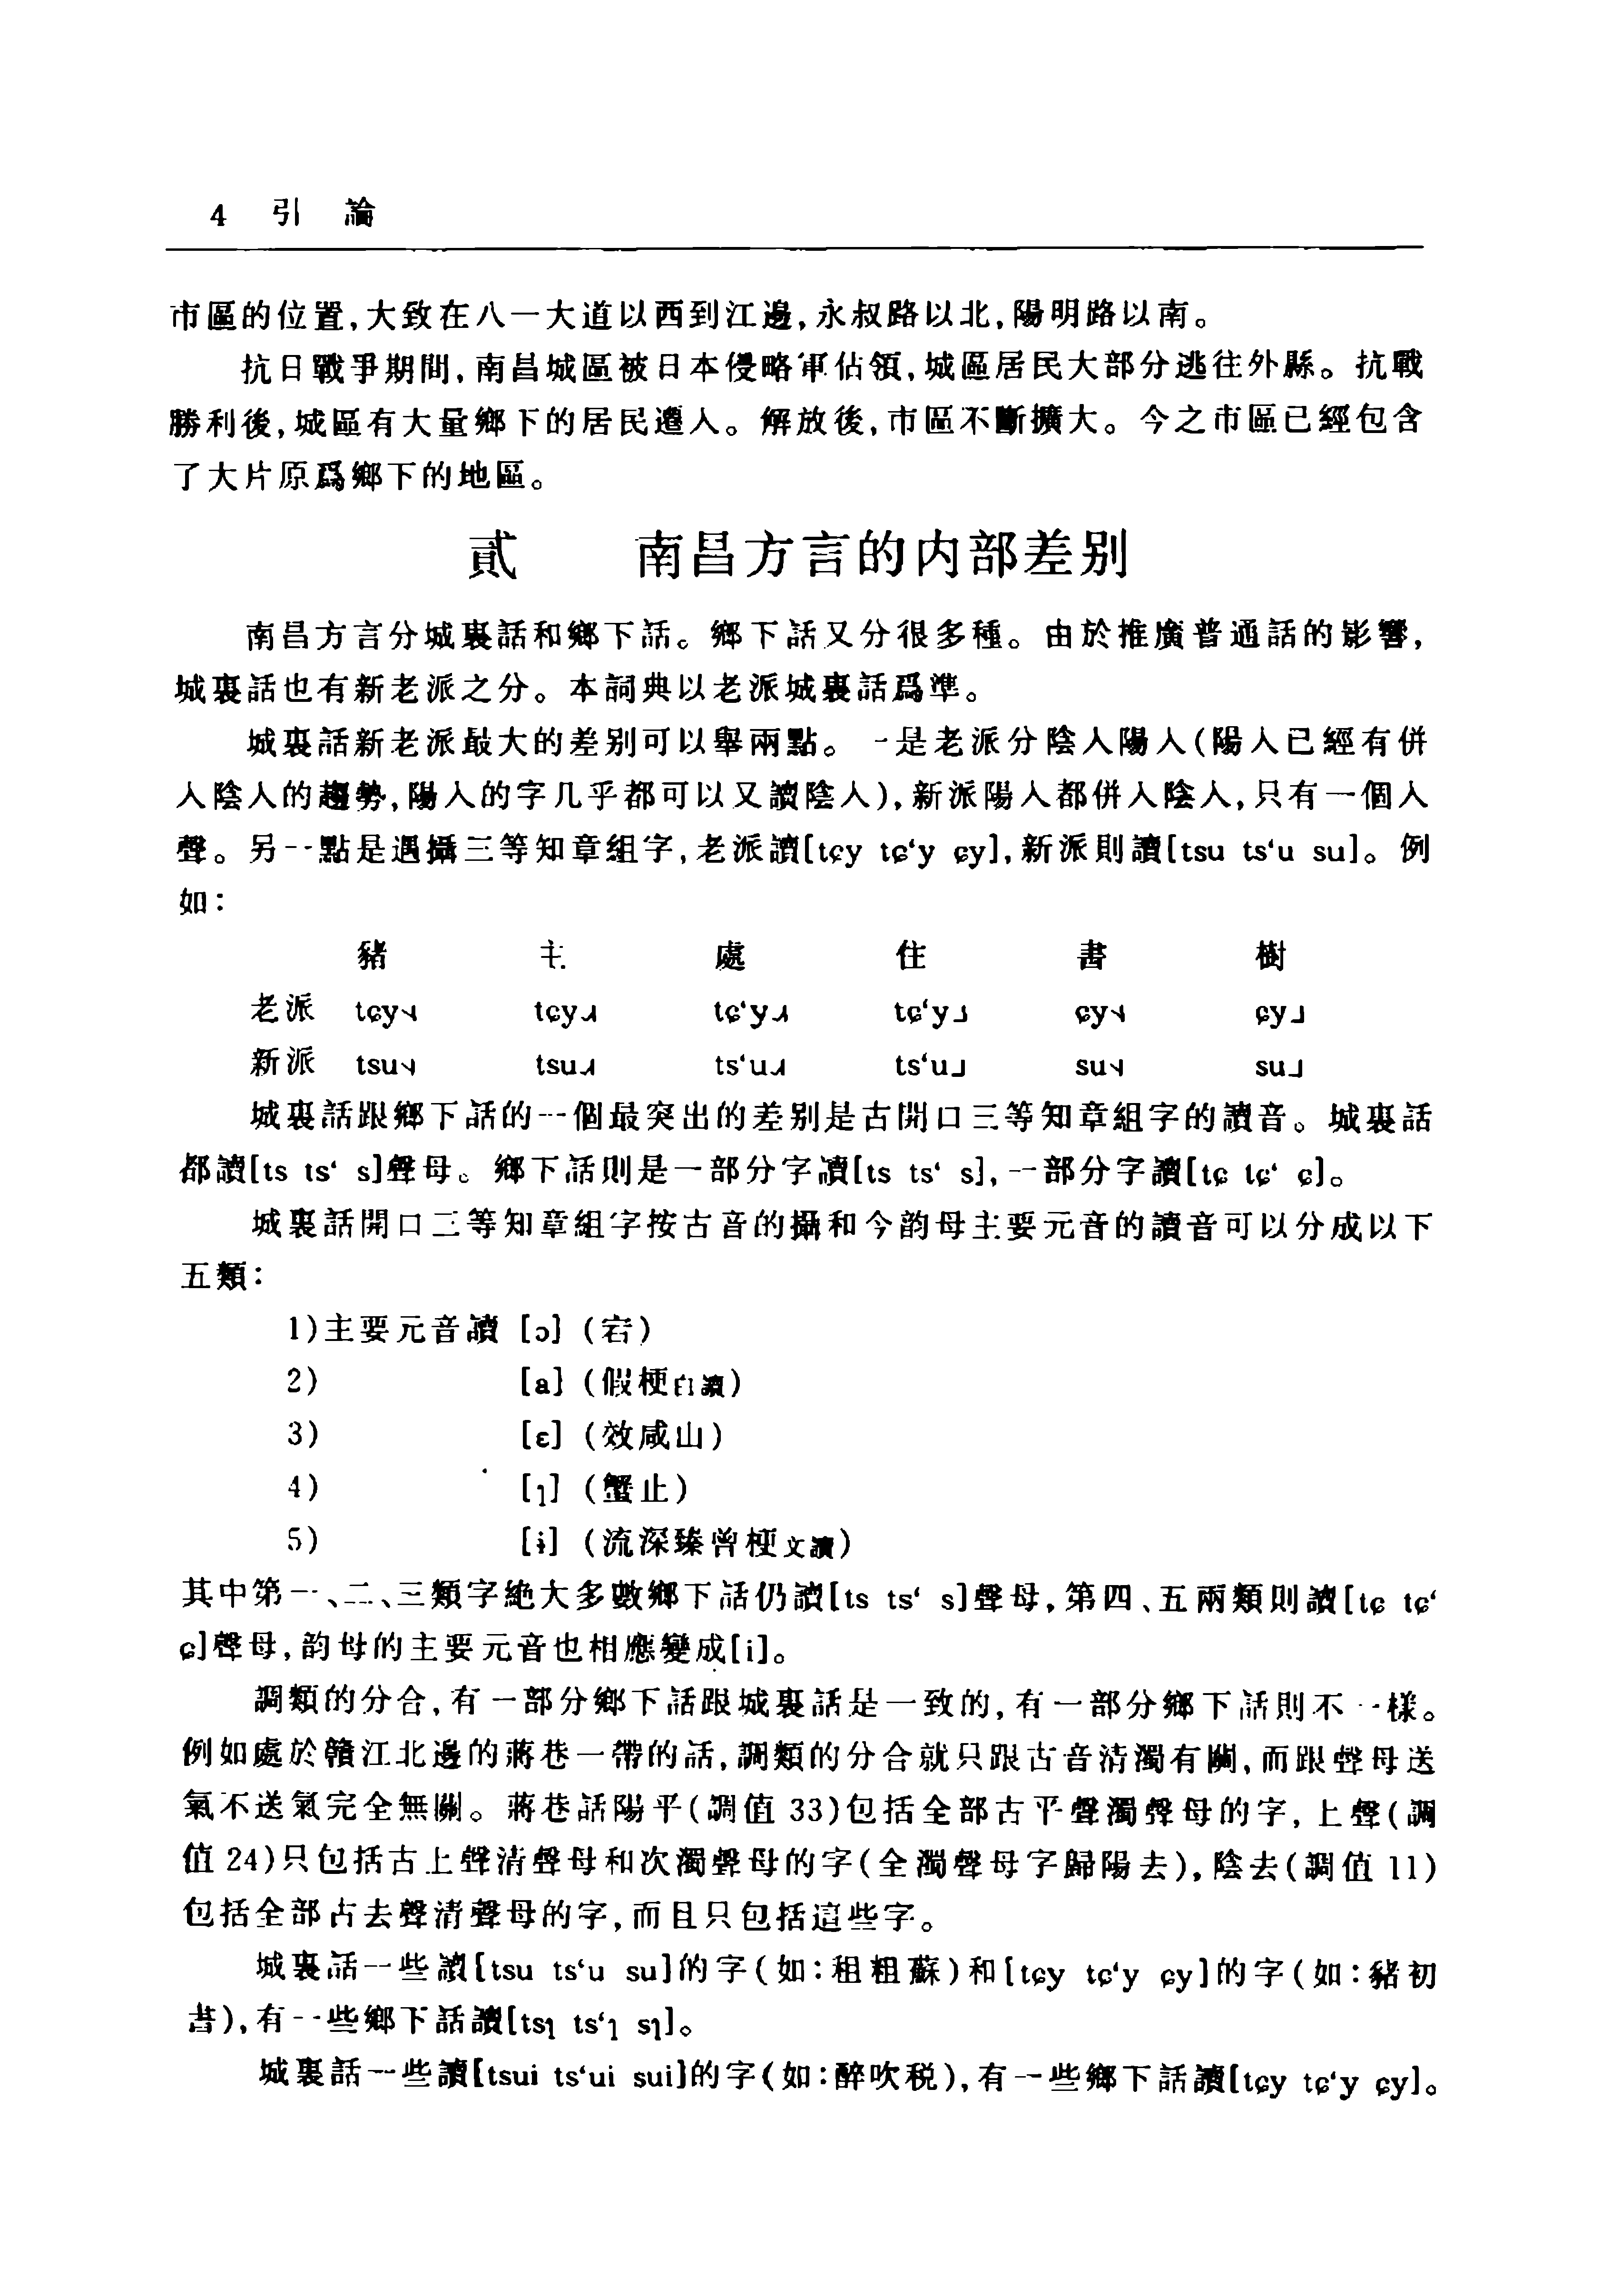 4 引 論
市區的位置,大致在八一大道以西到江邊,永叔路以北,陽明路以南。
抗日戰爭期間,南昌城區被日本侵略軍佔領,城區居民大部分逃往外縣。抗戰
勝利後,城區有大量鄉下的居民遷入。解放後,市區不斷擴大。今之市區已經包含
了大片原爲鄉下的地區。
貳 南昌方言的内部差别
南昌方言分城裏話和鄉下話。鄉下話又分很多種。由於推廣普通話的影響,
城裏話也有新老派之分。本詞典以老派城裏話爲準。
城裏話新老派最大的差别可以舉兩點。一是老派分陰入陽入(陽入已經有併
入陰入的趨勢,陽入的字几乎都可以又讀陰入),新派陽入都併入陰入,只有一個入
聲。另一點是遇攝三等知章組字,老派讀[tɕy tɕ‘y ɕy],新派則讀[tsu ts‘u su]。例
如:
豬 主 處 住 書 樹
老派 tɕy˧˨ tɕy˨˩˧ tɕ‘y˨˩˧ tɕ‘y˩ ɕy˧˨ ɕy˩
新派 tsu˧˨ tsu˨˩˧ ts‘u˨˩˧ ts‘u˩ su˧˨ su˩
城裏話跟鄉下話的一個最突出的差别是古開口三等知章組字的讀音。城裏話
都讀[ts ts‘ s]聲母。鄉下話則是一部分字讀[ts ts‘ s],一部分字讀[tɕ tɕ‘ ɕ]。
城裏話開口三等知章組字按古音的攝和今韵母主要元音的讀音可以分成以下
五類:
1)主要元音讀 [ɔ] (宕)
2) [a] (假梗白讀)
3) [ɛ] (效咸山)
4) [ɿ] (蟹止)
5) [ɨ] (流深臻曾梗文讀)
其中第一、二、三類字絶大多數鄉下話仍讀[ts ts‘ s]聲母,第四、五兩類則讀[tɕ tɕ‘
ɕ]聲母,韵母的主要元音也相應變成[i]。
調類的分合,有一部分鄉下話跟城裏話是一致的,有一部分鄉下話則不一樣。
例如處於贛江北邊的蔣巷一帶的話,調類的分合就只跟古音清濁有關,而跟聲母送
氣不送氣完全無關。蔣巷話陽平(調值 33)包括全部古平聲濁聲母的字,上聲(調
值 24)只包括古上聲清聲母和次濁聲母的字(全濁聲母字歸陽去),陰去(調值 11)
包括全部古去聲清聲母的字,而且只包括這些字。
城裏話一些讀[tsu ts‘u su]的字(如:租粗蘇)和[tɕy tɕ‘y ɕy]的字(如:豬初
書),有一些鄉下話讀[tsɿ ts‘ɿ sɿ]。
城裏話一些讀[tsui ts‘ui sui]的字(如:醉吹税),有一些鄉下話讀[tɕy tɕ‘y ɕy]。